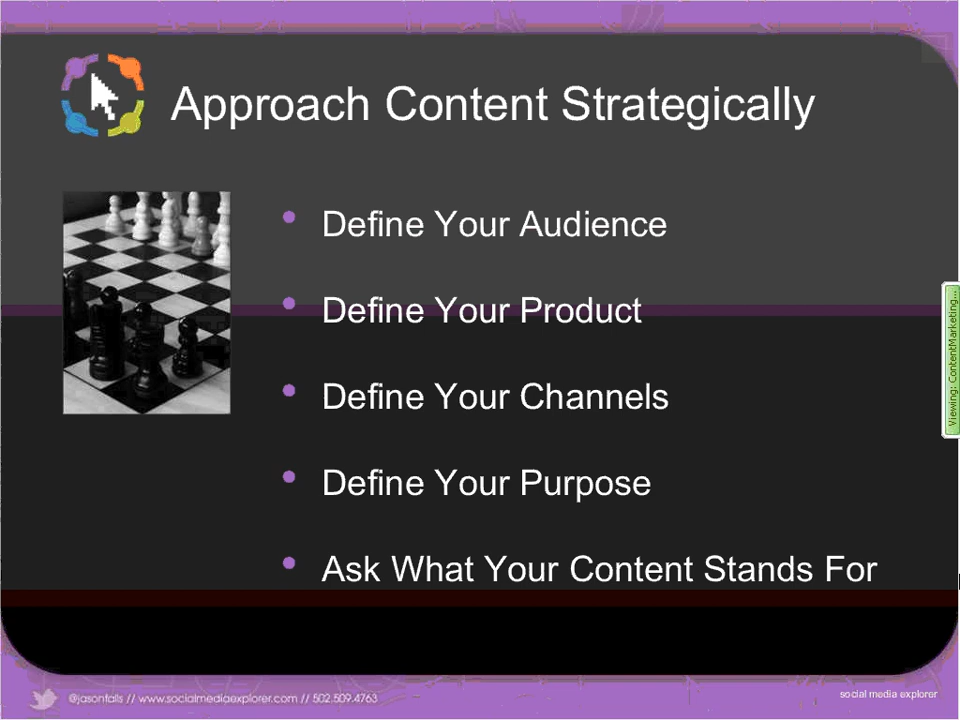 Approach Content Strategically
Define Your Audience
Define Your Product
Define Your Channels
Define Your Purpose
Ask What Your Content Stands For
Viewing: ContentMarketing...
@jasonfalls // www.socialmediaexplorer.com // 502.509.4763
social media explorer